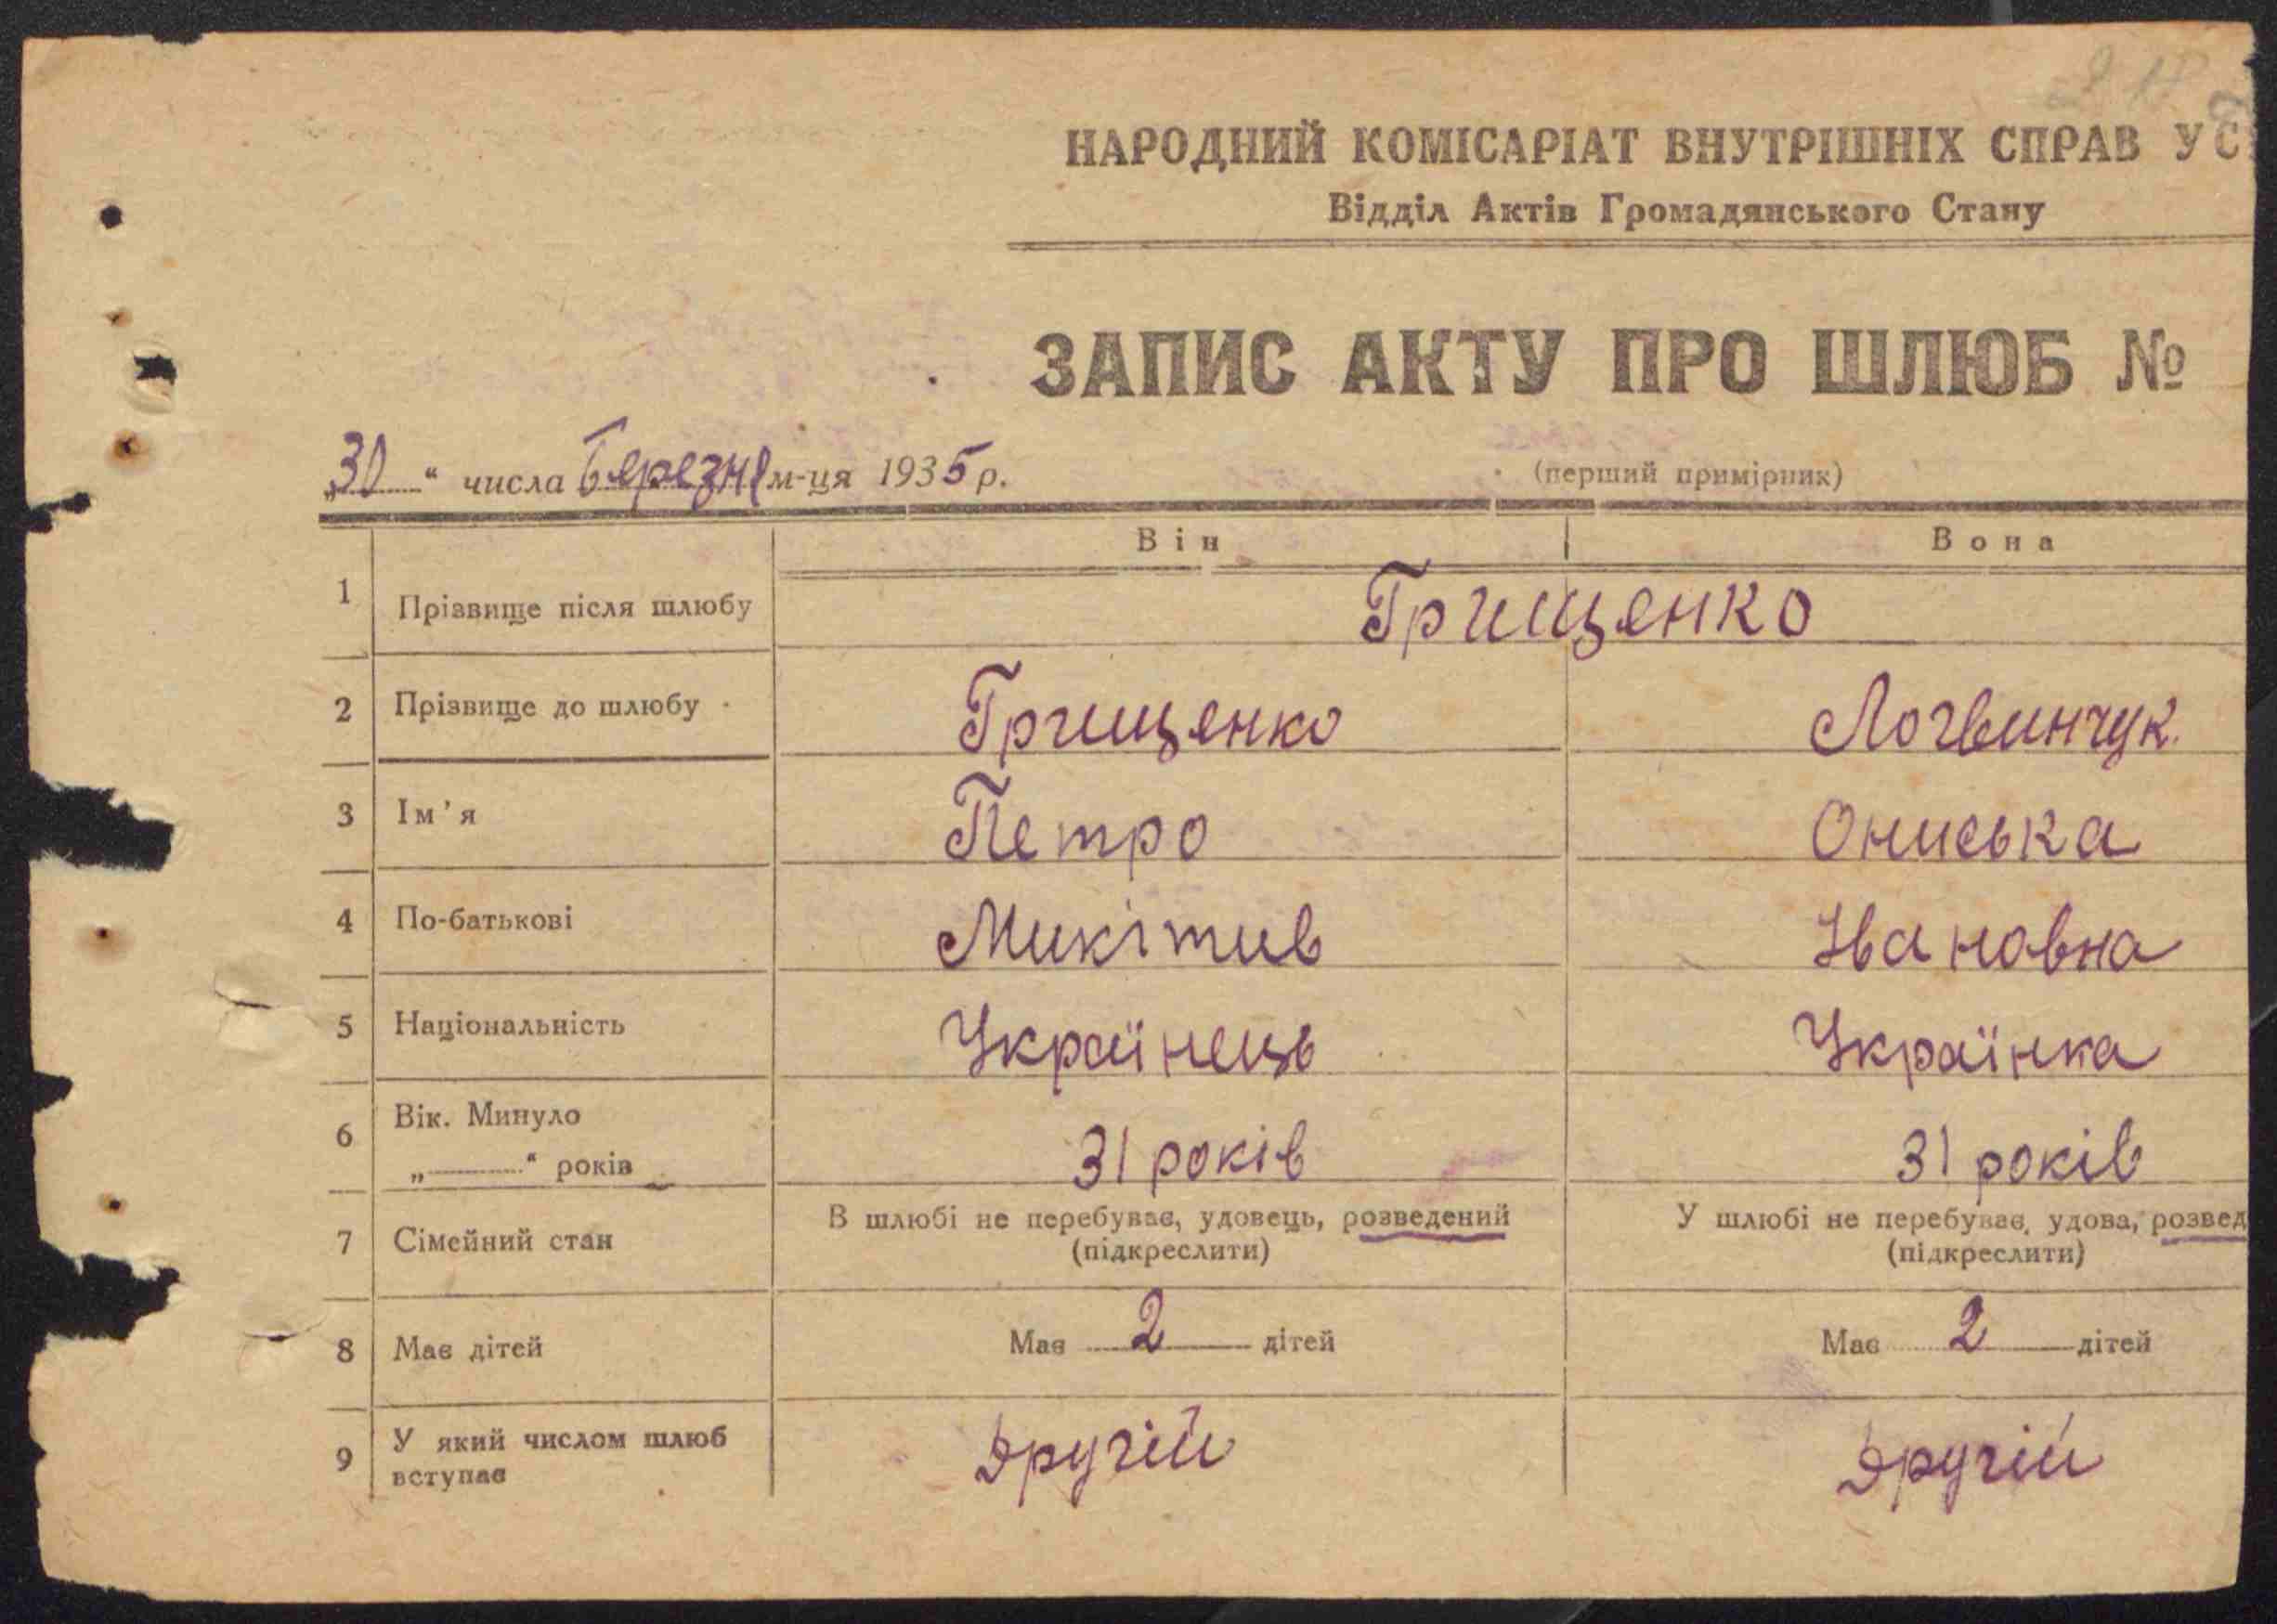 НАРОДНИЙ КОМІСАРІАТ ВНУТРІШНІХ СПРАВ УС
Відділ Актів Громадянського Стану
ЗАПИС АКТУ ПРО ШЛЮБ №
„30“ числа Березня м-ця 1935 р.
(перший примірник)
Він Вона
1 Прізвище після шлюбу Грищенко
2 Прізвище до шлюбу Грищенко Логвинчук.
3 Ім'я Петро Ониська
4 По-батькові Микітив Івановна
5 Національність Українець Українка
6 Вік. Минуло
„ “ років 31 років 31 років
7 Сімейний стан В шлюбі не перебував, удовець, розведений У шлюбі не перебував, удова, розвед
(підкреслити) (підкреслити)
8 Має дітей Має 2 дітей Має 2 дітей
9 У який числом шлюб
вступає Другій Другій